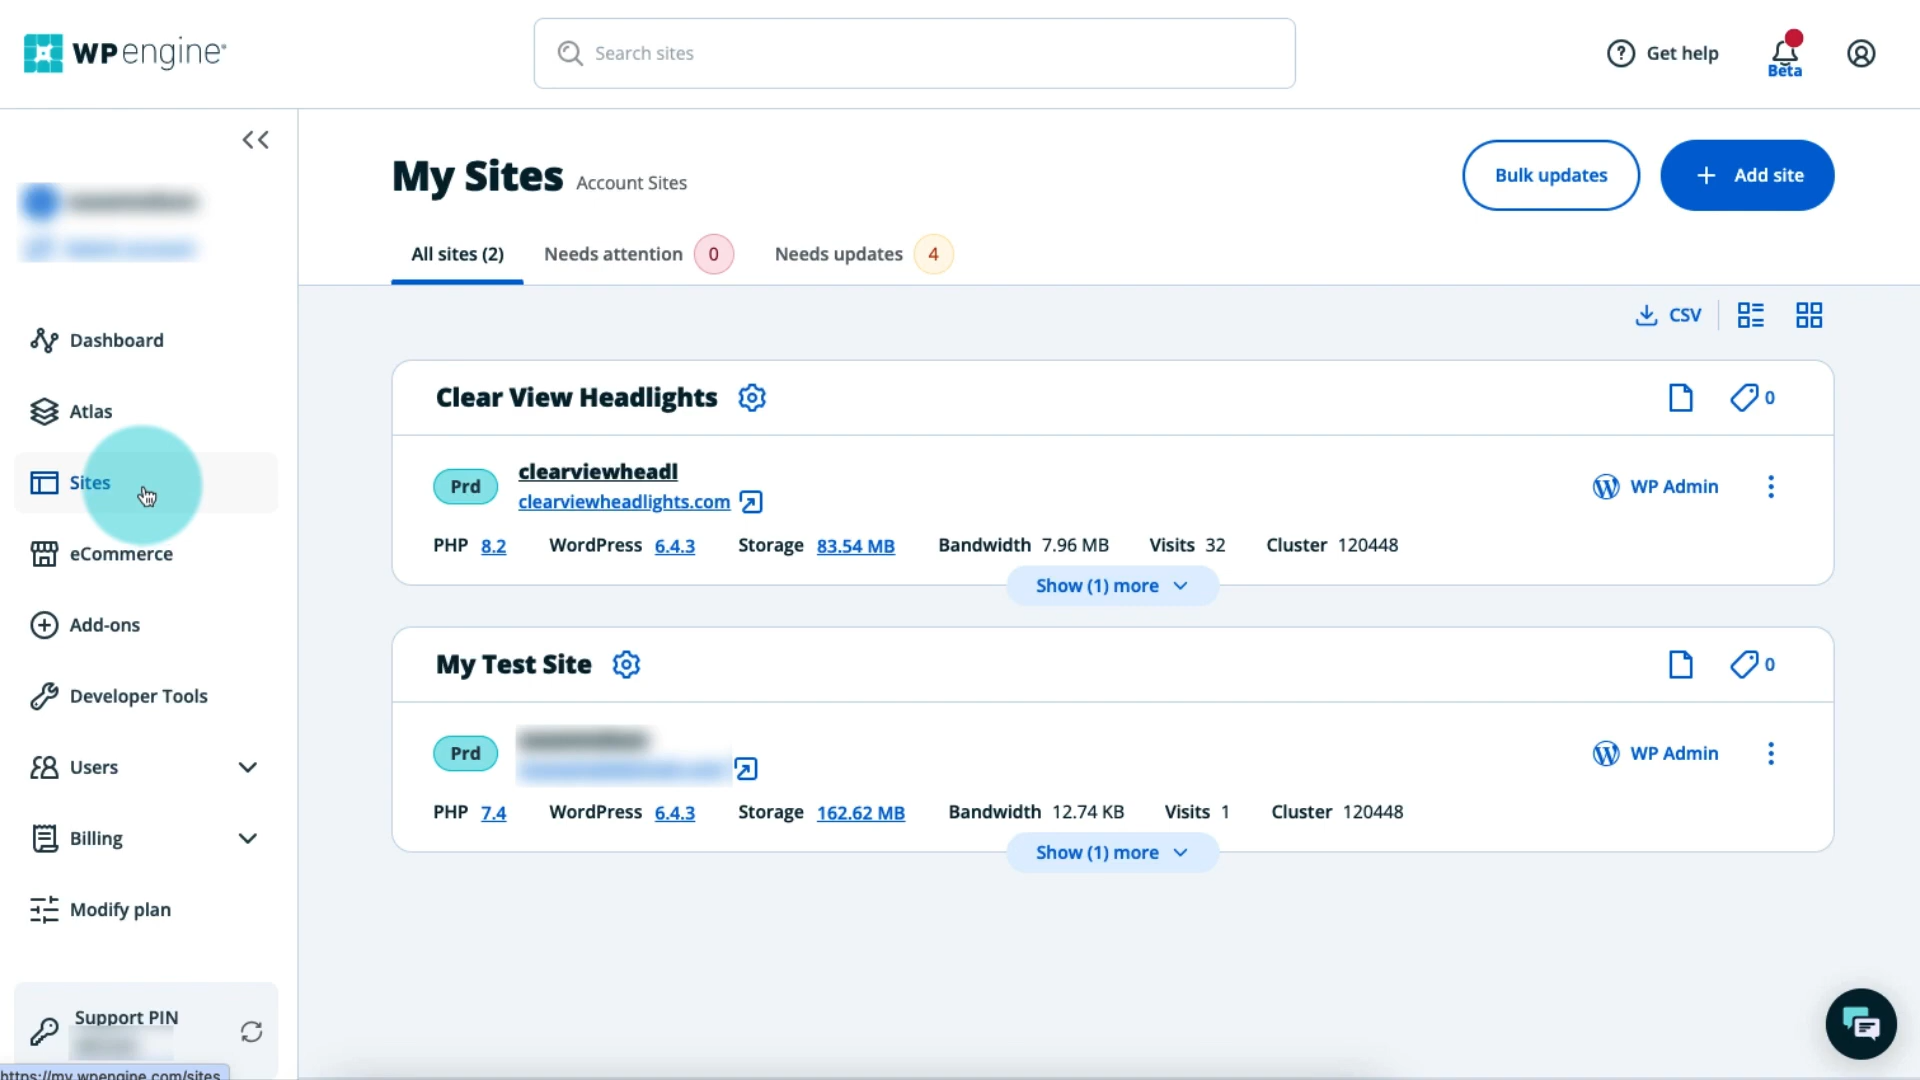 WPengine®
Search sites
Get help
Beta
My Sites Account Sites
Bulk updates
Add site
All sites (2)
Needs attention 0
Needs updates 4
CSV
Dashboard
Atlas
Sites
eCommerce
Add-ons
Developer Tools
Users
Billing
Modify plan
Support PIN
https://my.wpengine.com/sites
Clear View Headlights
0
Prd
clearviewheadl
clearviewheadlights.com
WP Admin
PHP 8.2 WordPress 6.4.3 Storage 83.54 MB Bandwidth 7.96 MB Visits 32 Cluster 120448
Show (1) more
My Test Site
0
Prd
WP Admin
PHP 7.4 WordPress 6.4.3 Storage 162.62 MB Bandwidth 12.74 KB Visits 1 Cluster 120448
Show (1) more